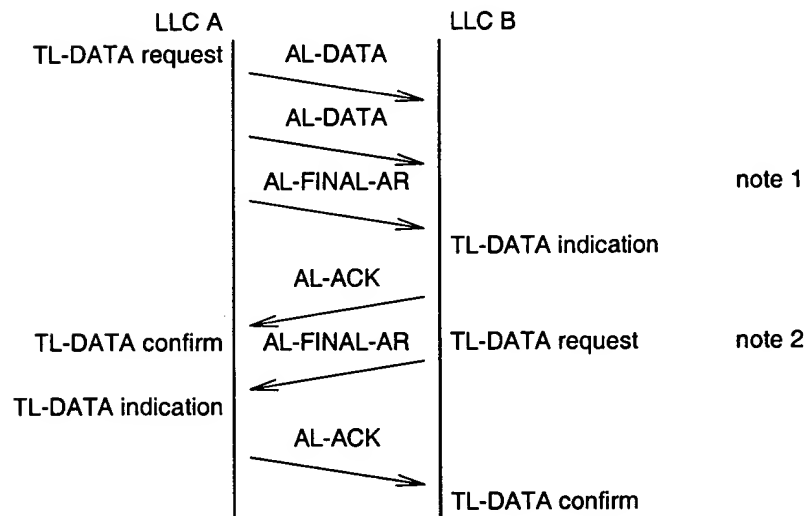 LLC A
LLC B
TL-DATA request
AL-DATA
AL-DATA
AL-FINAL-AR
note 1
TL-DATA indication
AL-ACK
TL-DATA confirm
AL-FINAL-AR
TL-DATA request
note 2
TL-DATA indication
AL-ACK
TL-DATA confirm